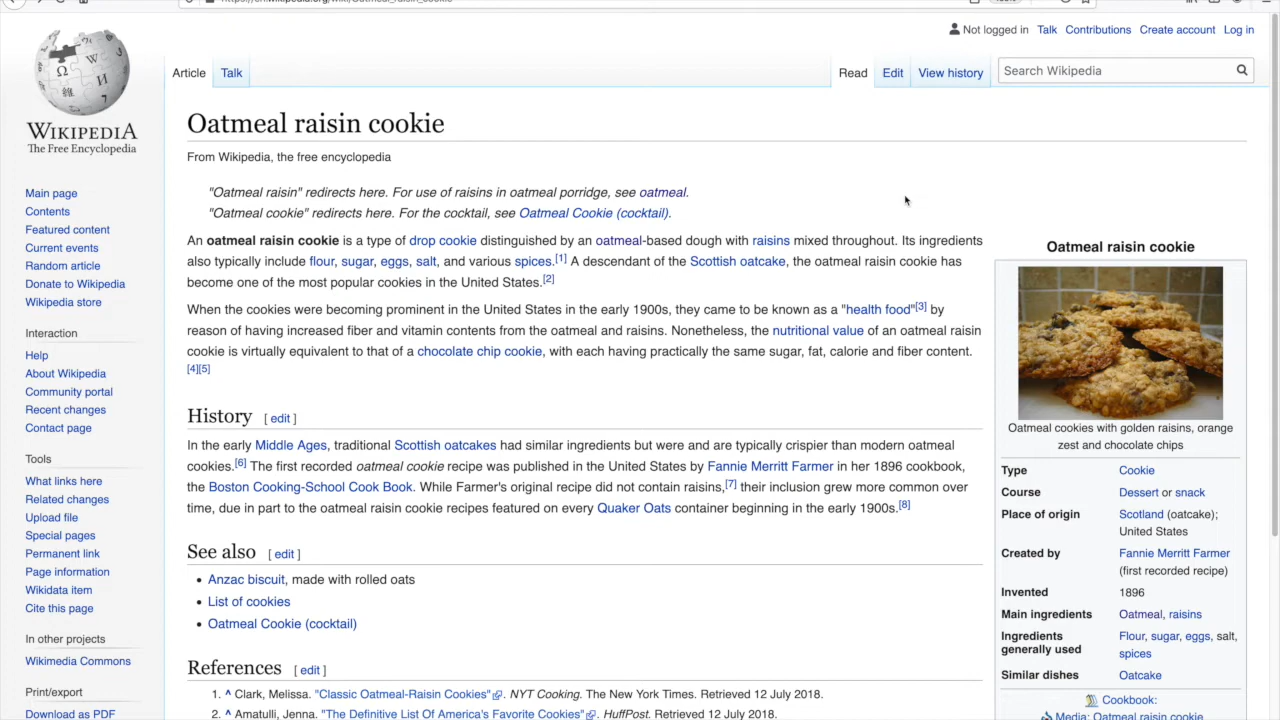 Not logged in Talk Contributions Create account Log in
WIKIPEDIA
The Free Encyclopedia
Article Talk Read Edit View history Search Wikipedia
Main page
Contents
Featured content
Current events
Random article
Donate to Wikipedia
Wikipedia store
Interaction
Help
About Wikipedia
Community portal
Recent changes
Contact page
Tools
What links here
Related changes
Upload file
Special pages
Permanent link
Page information
Wikidata item
Cite this page
In other projects
Wikimedia Commons
Print/export
Download as PDF
Oatmeal raisin cookie
From Wikipedia, the free encyclopedia
"Oatmeal raisin" redirects here. For use of raisins in oatmeal porridge, see oatmeal.
"Oatmeal cookie" redirects here. For the cocktail, see Oatmeal Cookie (cocktail).
An oatmeal raisin cookie is a type of drop cookie distinguished by an oatmeal-based dough with raisins mixed throughout. Its ingredients
also typically include flour, sugar, eggs, salt, and various spices.[1] A descendant of the Scottish oatcake, the oatmeal raisin cookie has
become one of the most popular cookies in the United States.[2]
When the cookies were becoming prominent in the United States in the early 1900s, they came to be known as a "health food"[3] by
reason of having increased fiber and vitamin contents from the oatmeal and raisins. Nonetheless, the nutritional value of an oatmeal raisin
cookie is virtually equivalent to that of a chocolate chip cookie, with each having practically the same sugar, fat, calorie and fiber content.
[4][5]
History [ edit ]
In the early Middle Ages, traditional Scottish oatcakes had similar ingredients but were and are typically crispier than modern oatmeal
cookies.[6] The first recorded oatmeal cookie recipe was published in the United States by Fannie Merritt Farmer in her 1896 cookbook,
the Boston Cooking-School Cook Book. While Farmer's original recipe did not contain raisins,[7] their inclusion grew more common over
time, due in part to the oatmeal raisin cookie recipes featured on every Quaker Oats container beginning in the early 1900s.[8]
See also [ edit ]
• Anzac biscuit, made with rolled oats
• List of cookies
• Oatmeal Cookie (cocktail)
References [ edit ]
1. ^ Clark, Melissa. "Classic Oatmeal-Raisin Cookies". NYT Cooking. The New York Times. Retrieved 12 July 2018.
2. ^ Amatulli, Jenna. "The Definitive List Of America's Favorite Cookies". HuffPost. Retrieved 12 July 2018.
Oatmeal raisin cookie
Oatmeal cookies with golden raisins, orange
zest and chocolate chips
Type Cookie
Course Dessert or snack
Place of origin Scotland (oatcake);
United States
Created by Fannie Merritt Farmer
(first recorded recipe)
Invented 1896
Main ingredients Oatmeal, raisins
Ingredients Flour, sugar, eggs, salt,
generally used spices
Similar dishes Oatcake
Cookbook:
Media: Oatmeal raisin cookie